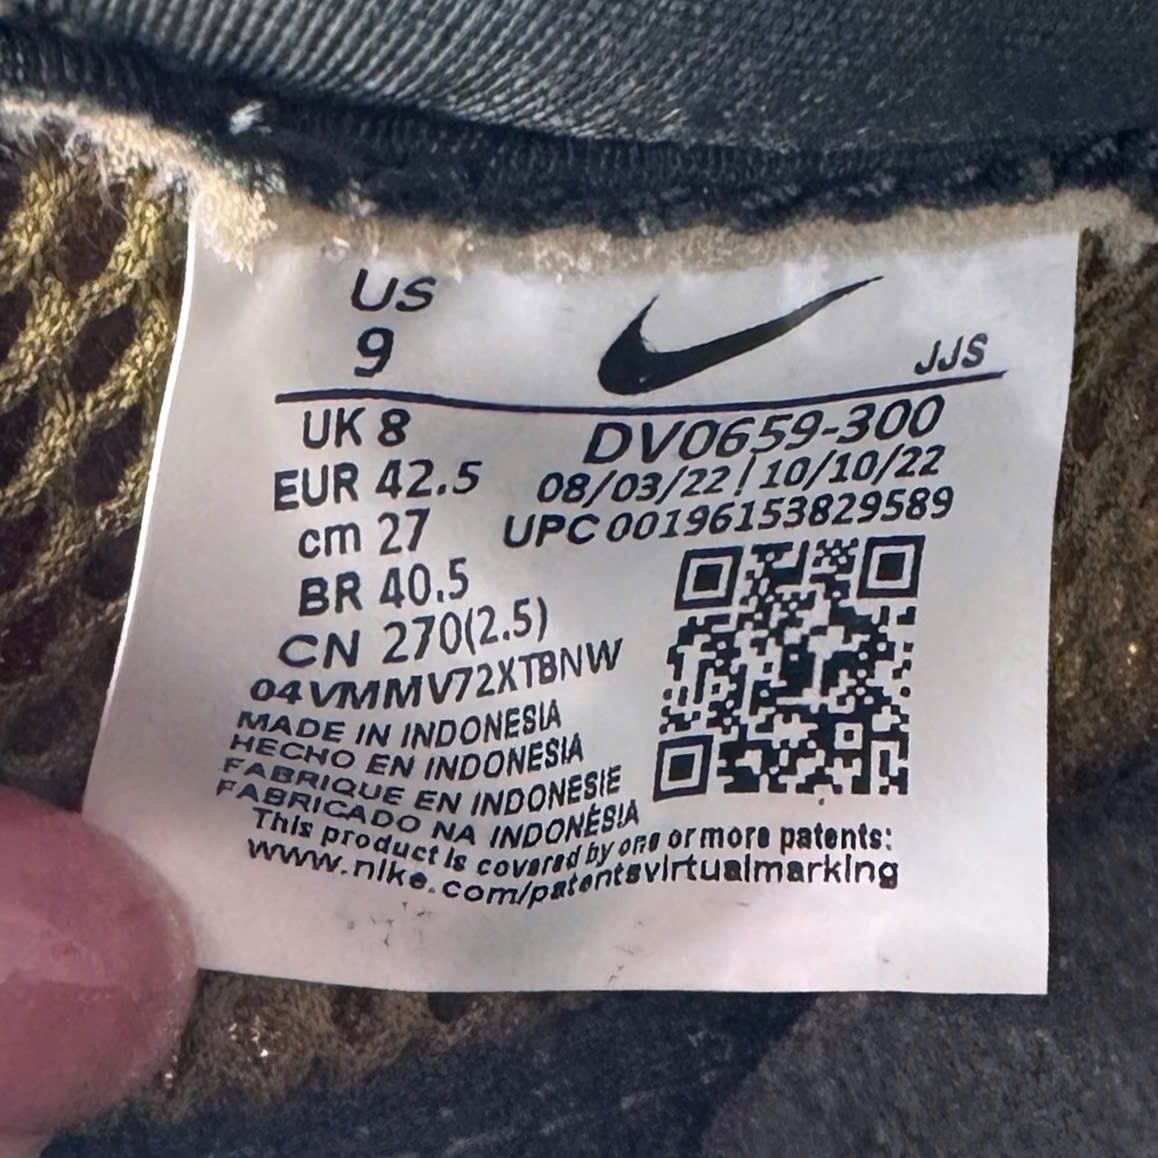 US
9
JJS
UK 8
DV0659-300
EUR 42.5
08/03/22 / 10/10/22
cm 27
UPC 00196153829589
BR 40.5
CN 270(2.5)
04VMMV72XTBNW
MADE IN INDONESIA
HECHO EN INDONESIA
FABRIQUE EN INDONESIE
FABRICADO NA INDONÉSIA
This product is covered by one or more patents:
www.nike.com/patentsvirtualmarking